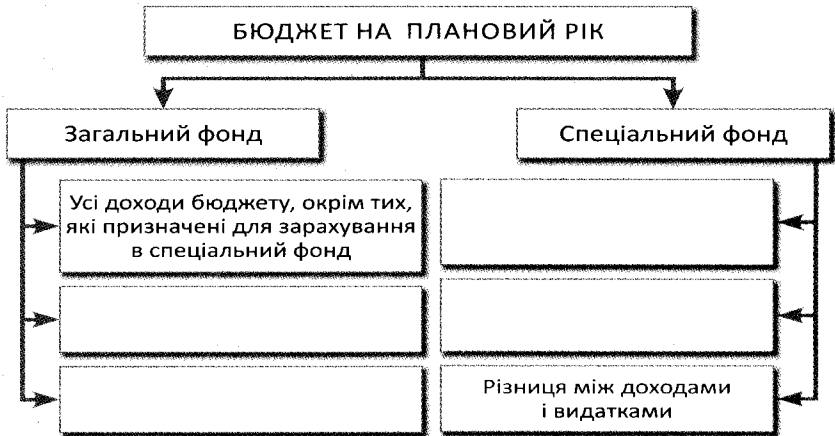 БЮДЖЕТ НА ПЛАНОВИЙ РІК
Загальний фонд
Спеціальний фонд
Усі доходи бюджету, окрім тих,
які призначені для зарахування
в спеціальний фонд
Різниця між доходами
і видатками